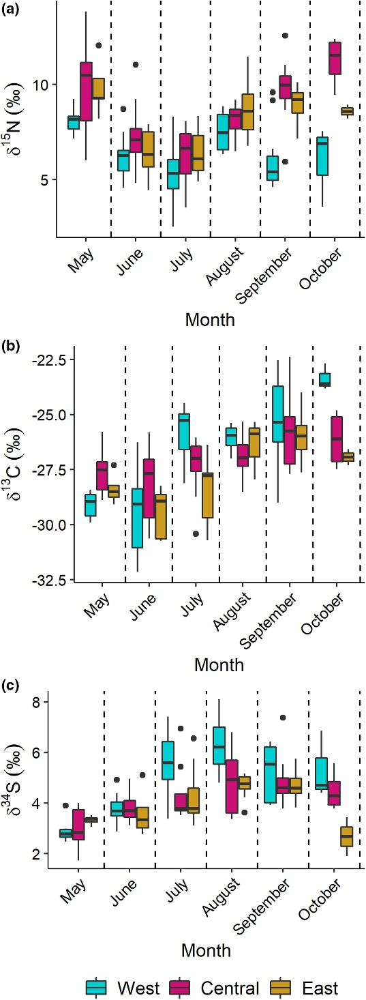 (a)
δ15N (‰)
10
5
May June July August September October
Month
(b)
δ13C (‰)
-22.5
-25.0
-27.5
-30.0
-32.5
May June July August September October
Month
(c)
δ34S (‰)
8
6
4
2
May June July August September October
Month
West Central East